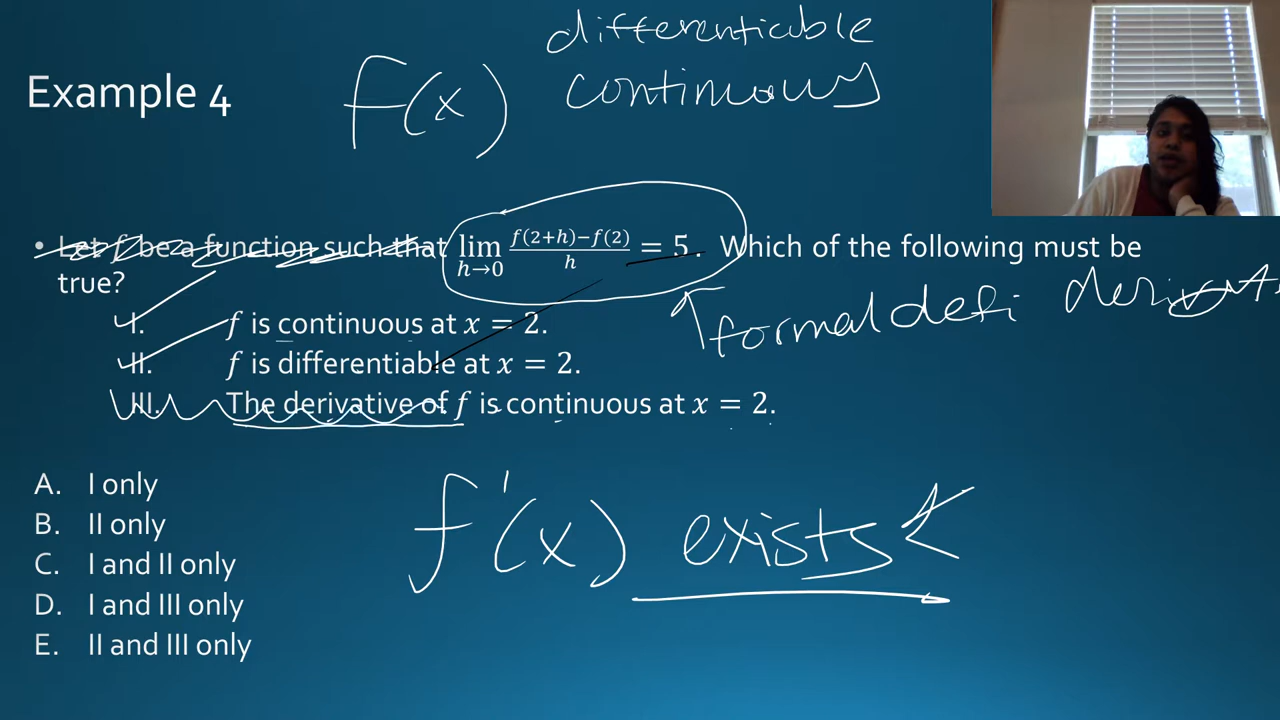 differenticable
continuous
Example 4
f(x)
• Let f be a function such that lim h→0 f(2+h)−f(2) / h = 5. Which of the following must be
true?
formal defi
I. f is continuous at x = 2.
II. f is differentiable at x = 2.
III. The derivative of f is continuous at x = 2.
A. I only
B. II only
C. I and II only
D. I and III only
E. II and III only
f'(x) exists